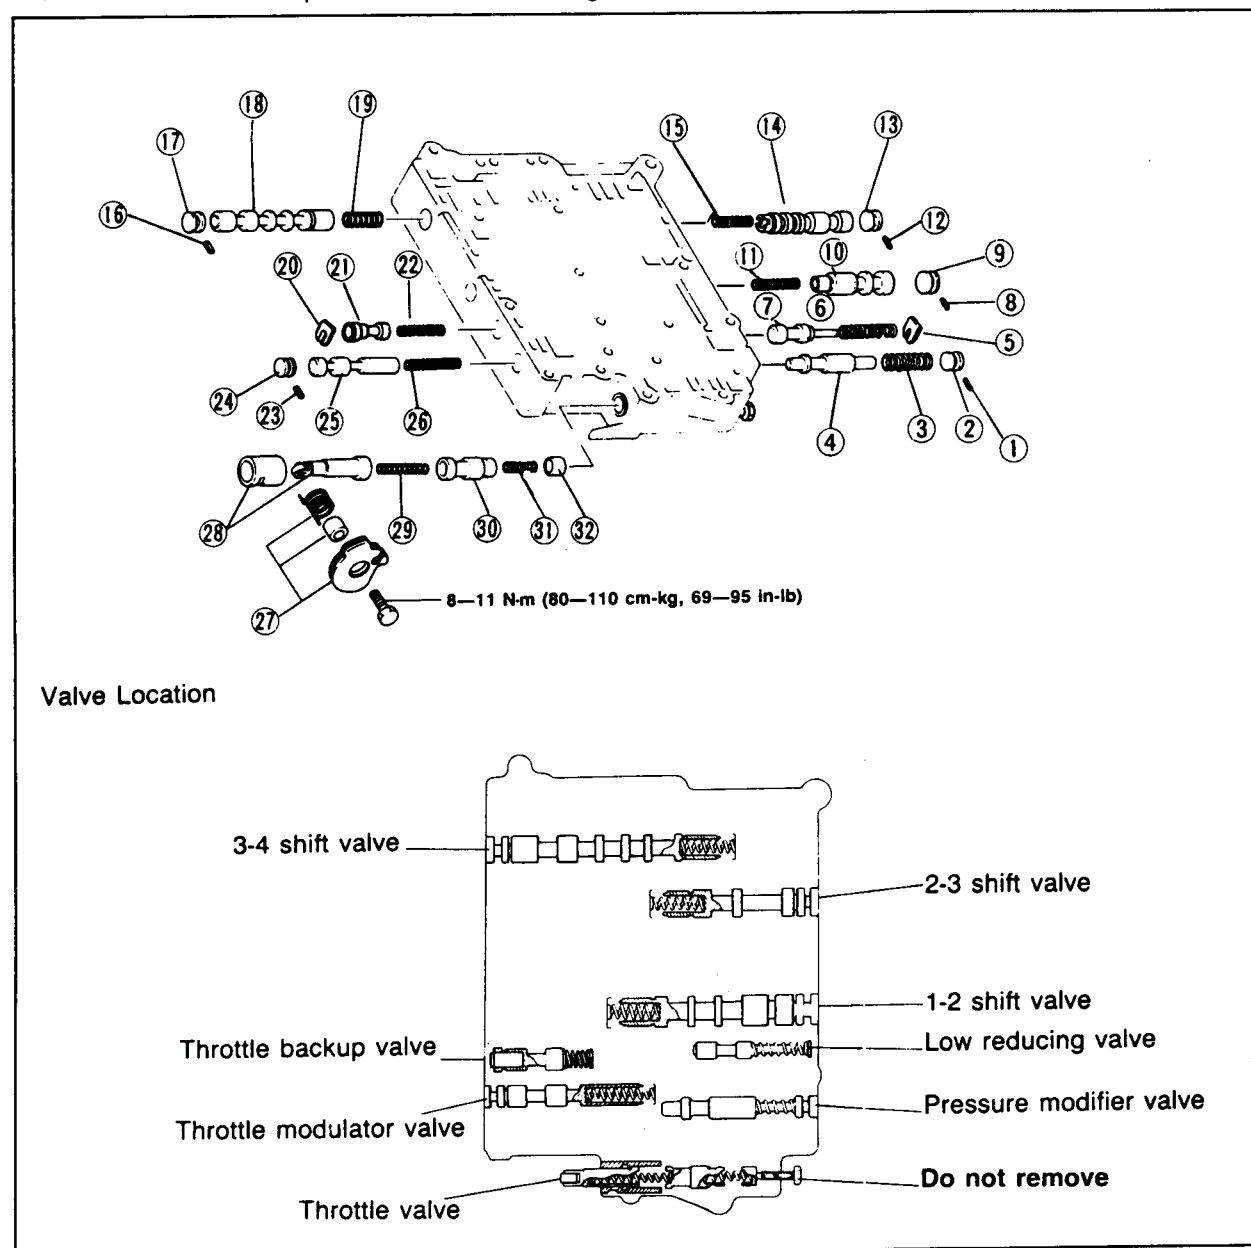 17 18 19 15 14 13
16 12
20 21 22 11 10 9
7 6 8
5
24 23 25 26 4 3 2 1
28 29 30 31 32
27 8—11 N·m (80—110 cm-kg, 69—95 in-lb)
Valve Location
3-4 shift valve
2-3 shift valve
1-2 shift valve
Throttle backup valve
Low reducing valve
Throttle modulator valve
Pressure modifier valve
Throttle valve
Do not remove